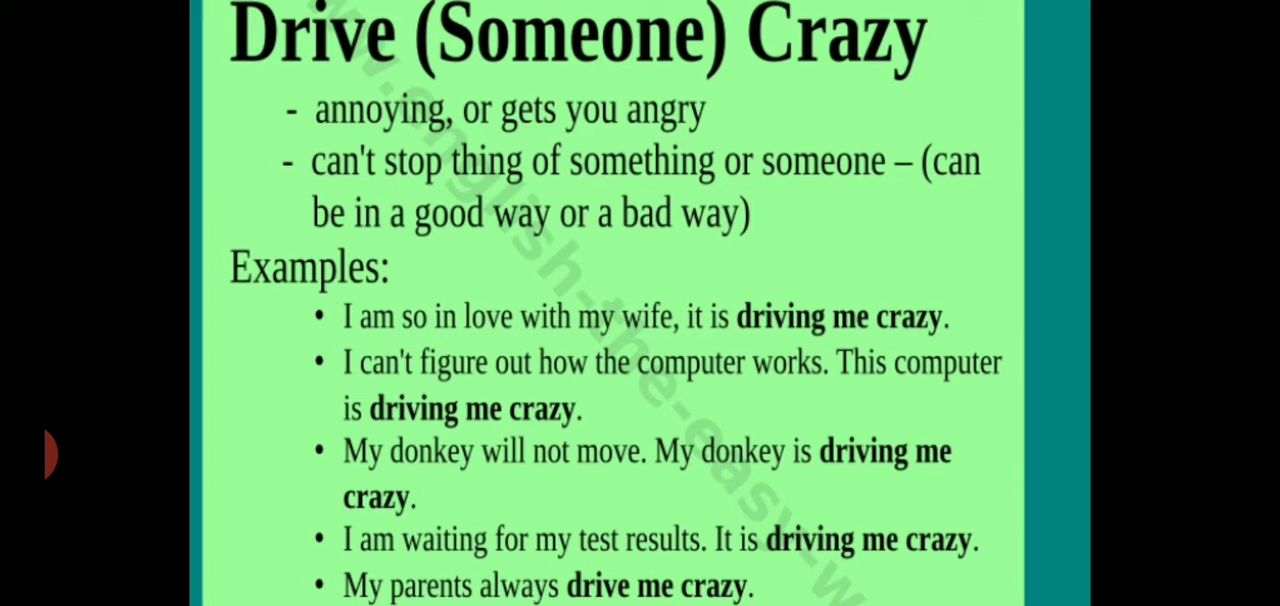 Drive (Someone) Crazy
- annoying, or gets you angry
- can't stop thing of something or someone – (can
be in a good way or a bad way)
Examples:
• I am so in love with my wife, it is driving me crazy.
• I can't figure out how the computer works. This computer
is driving me crazy.
• My donkey will not move. My donkey is driving me
crazy.
• I am waiting for my test results. It is driving me crazy.
• My parents always drive me crazy.
w.english-the-easy-w